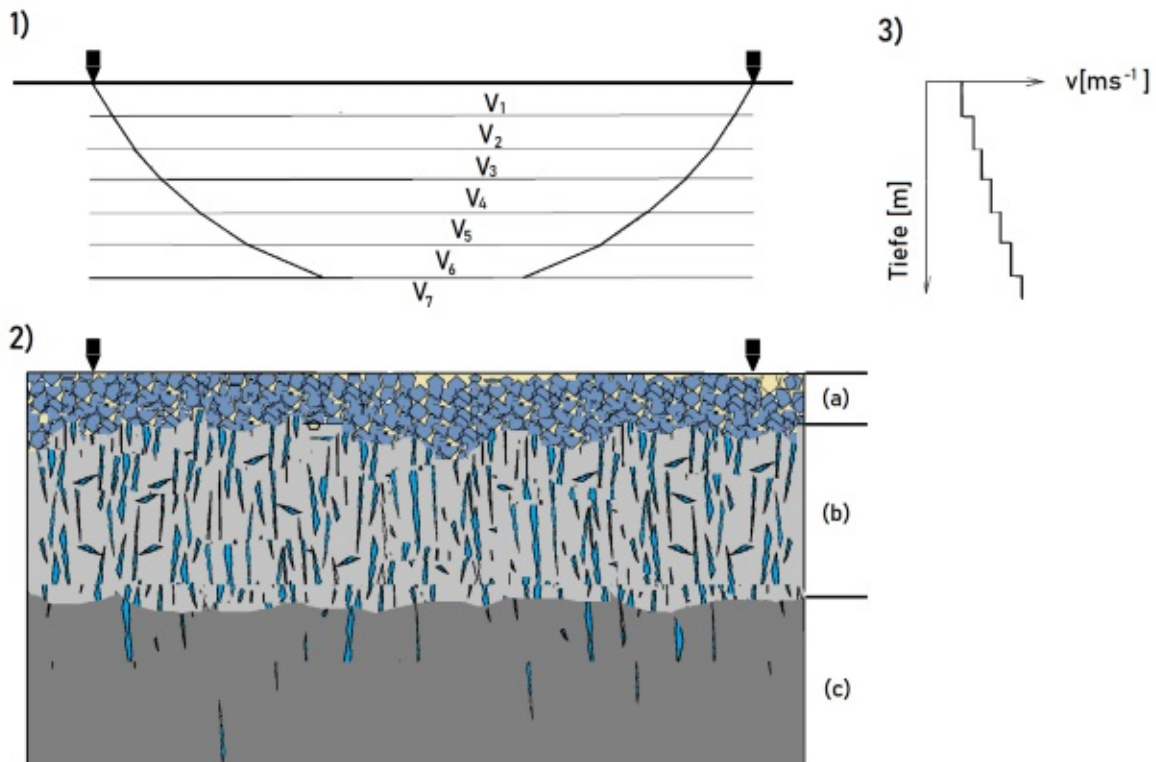 1)
V₁
V₂
V₃
V₄
V₅
V₆
V₇
3)
v[ms⁻¹]
Tiefe [m]
2)
(a)
(b)
(c)